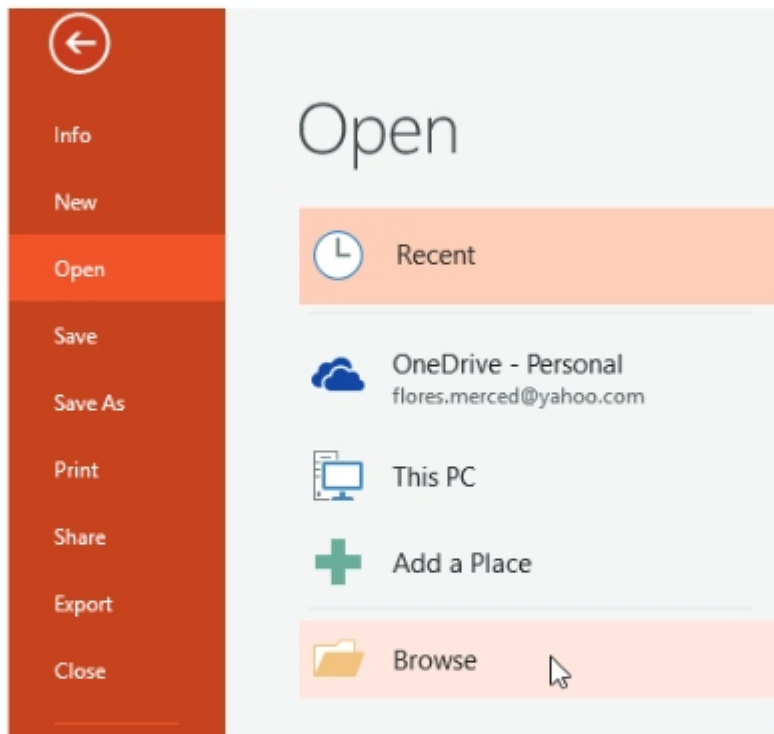 Info
New
Open
Save
Save As
Print
Share
Export
Close
Open
Recent
OneDrive - Personal
flores.merced@yahoo.com
This PC
Add a Place
Browse